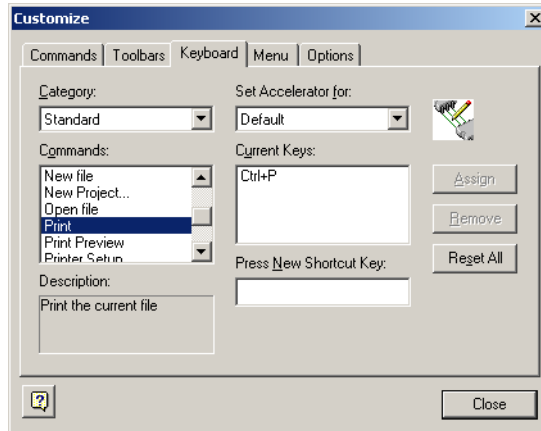 Customize
Commands Toolbars Keyboard Menu Options
Category:
Standard
Commands:
New file
New Project...
Open file
Print
Print Preview
Printer Setup
Description:
Print the current file
Set Accelerator for:
Default
Current Keys:
Ctrl+P
Press New Shortcut Key:
Assign
Remove
Reset All
Close